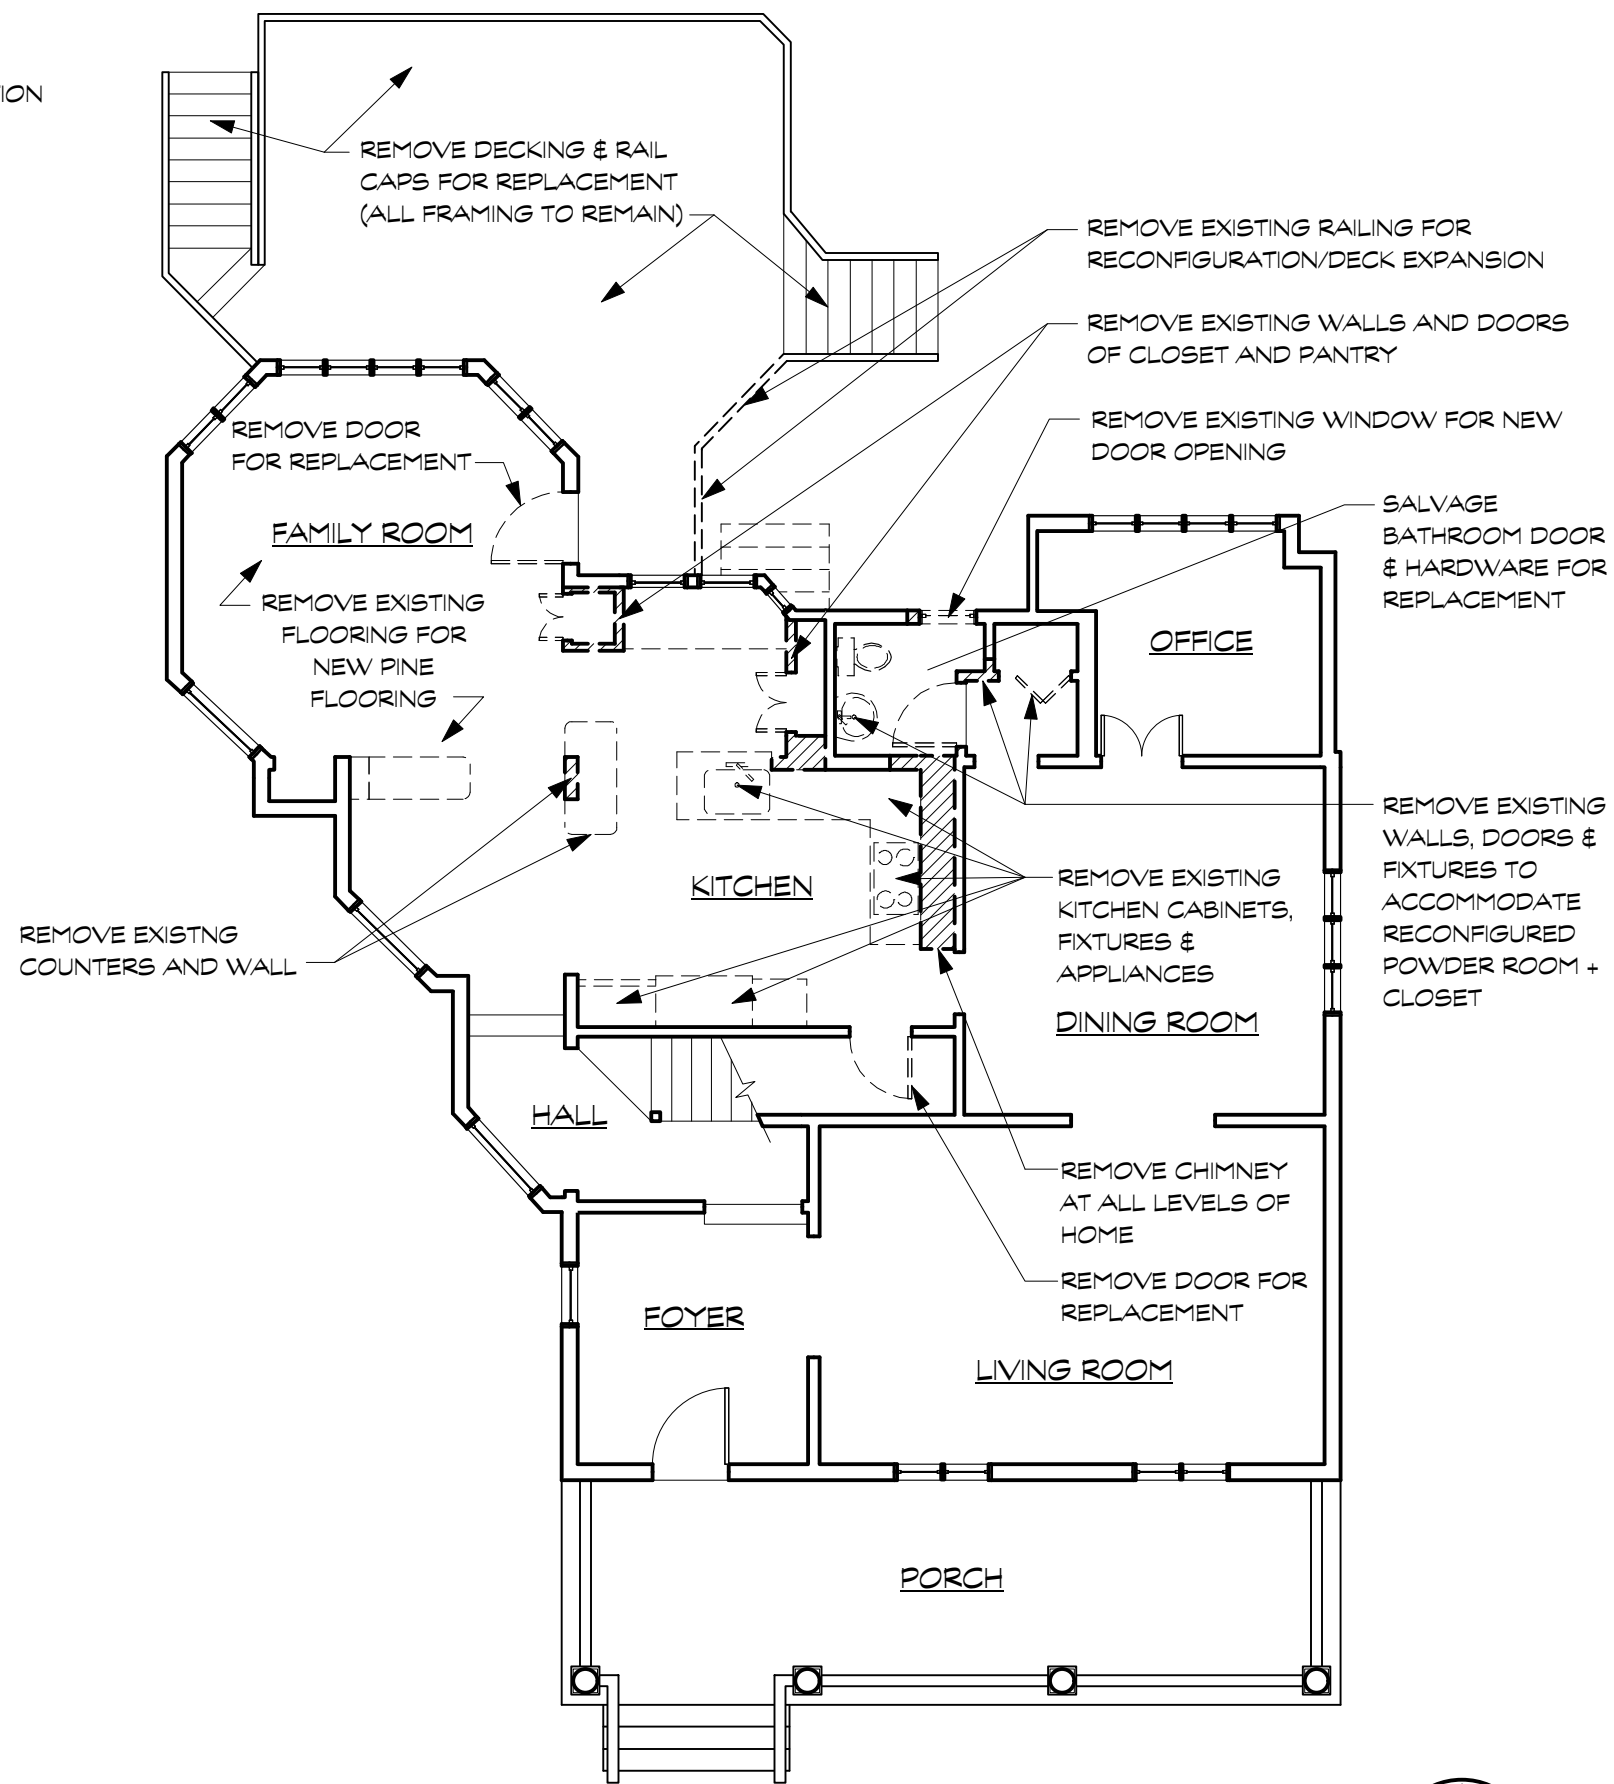 ION
REMOVE DECKING & RAIL
CAPS FOR REPLACEMENT
(ALL FRAMING TO REMAIN)
REMOVE EXISTING RAILING FOR
RECONFIGURATION/DECK EXPANSION
REMOVE EXISTING WALLS AND DOORS
OF CLOSET AND PANTRY
REMOVE EXISTING WINDOW FOR NEW
DOOR OPENING
REMOVE DOOR
FOR REPLACEMENT
SALVAGE
BATHROOM DOOR
& HARDWARE FOR
REPLACEMENT
FAMILY ROOM
REMOVE EXISTING
FLOORING FOR
NEW PINE
FLOORING
OFFICE
REMOVE EXISTING
WALLS, DOORS &
FIXTURES TO
ACCOMMODATE
RECONFIGURED
POWDER ROOM +
CLOSET
KITCHEN
REMOVE EXISTING
KITCHEN CABINETS,
FIXTURES &
APPLIANCES
REMOVE EXISTNG
COUNTERS AND WALL
DINING ROOM
HALL
REMOVE CHIMNEY
AT ALL LEVELS OF
HOME
REMOVE DOOR FOR
REPLACEMENT
FOYER
LIVING ROOM
PORCH